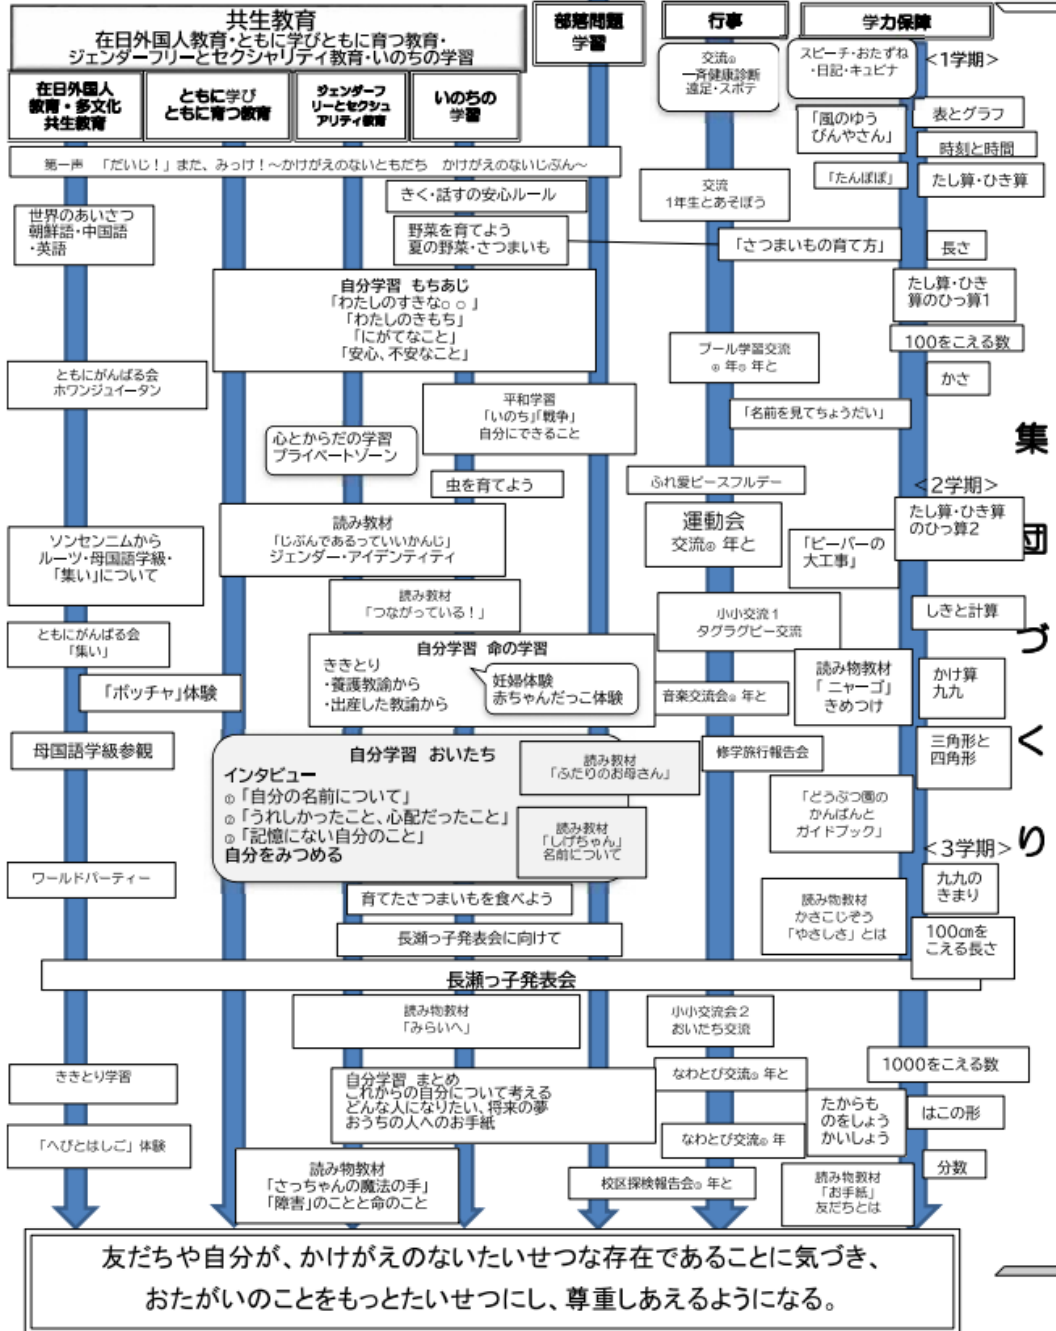 共生教育
在日外国人教育・ともに学びともに育つ教育・
ジェンダーフリーとセクシャリティ教育・いのちの学習
部落問題
学習
行事
学力保障
在日外国人
教育・多文化
共生教育
ともに学び
ともに育つ教育
ジェンダーフ
リーとセクシュ
アリティ教育
いのちの
学習
交流◎
一斉健康診断
遠足・スポテ
スピーチ・おたずね
・日記・キュビナ
<1学期>
「風のゆう
びんやさん」
表とグラフ
時刻と時間
第一声 「だいじ！」また、みっけ！～かけがえのないともだち かけがえのないじぶん～
「たんぽぽ」
たし算・ひき算
きく・話すの安心ルール
交流
1年生とあそぼう
世界のあいさつ
朝鮮語・中国語
・英語
野菜を育てよう
夏の野菜・さつまいも
「さつまいもの育て方」
長さ
自分学習 もちあじ
「わたしのすきな○○」
「わたしのきもち」
「にがてなこと」
「安心、不安なこと」
たし算・ひき
算のひっ算1
100をこえる数
プール学習交流
年 年と
ともにがんばる会
ホワンジュイータン
かさ
平和学習
「いのち」「戦争」
自分にできること
「名前を見てちょうだい」
心とからだの学習
プライベートゾーン
虫を育てよう
ふれ愛ピースフルデー
<2学期>
たし算・ひき算
のひっ算2
読み教材
「じぶんであるっていいかんじ」
ジェンダー・アイデンティティ
運動会
交流◎ 年と
「ビーバーの
大工事」
ソンセンニムから
ルーツ・母国語学級・
「集い」について
読み教材
「つながっている！」
小小交流１
タグラグビー交流
しきと計算
ともにがんばる会
「集い」
自分学習 命の学習
ききとり
・養護教諭から
・出産した教諭から
妊婦体験
赤ちゃんだっこ体験
読み物教材
「ニャーゴ」
きめつけ
かけ算
九九
「ボッチャ」体験
音楽交流会◎ 年と
母国語学級参観
自分学習 おいたち
インタビュー
①「自分の名前について」
②「うれしかったこと、心配だったこと」
③「記憶にない自分のこと」
自分をみつめる
読み教材
「ふたりのお母さん」
読み教材
「しげちゃん」
名前について
修学旅行報告会
三角形と
四角形
「どうぶつ園の
かんばんと
ガイドブック」
<3学期>
ワールドパーティー
九九の
きまり
育てたさつまいもを食べよう
読み物教材
かさこじぞう
「やさしさ」とは
長瀬っ子発表会に向けて
100㎝を
こえる長さ
長瀬っ子発表会
読み物教材
「みらいへ」
小小交流会２
おいたち交流
ききとり学習
自分学習 まとめ
これからの自分について考える
どんな人になりたい、将来の夢
おうちの人へのお手紙
なわとび交流◎ 年と
1000をこえる数
たからも
のをしょう
かいしょう
はこの形
「へびとはしご」体験
なわとび交流◎ 年
読み物教材
「さっちゃんの魔法の手」
「障害」のことと命のこと
校区探検報告会◎ 年と
読み物教材
「お手紙」
友だちとは
分数
集団づくり
友だちや自分が、かけがえのないたいせつな存在であることに気づき、
おたがいのことをもっとたいせつにし、尊重しあえるようになる。